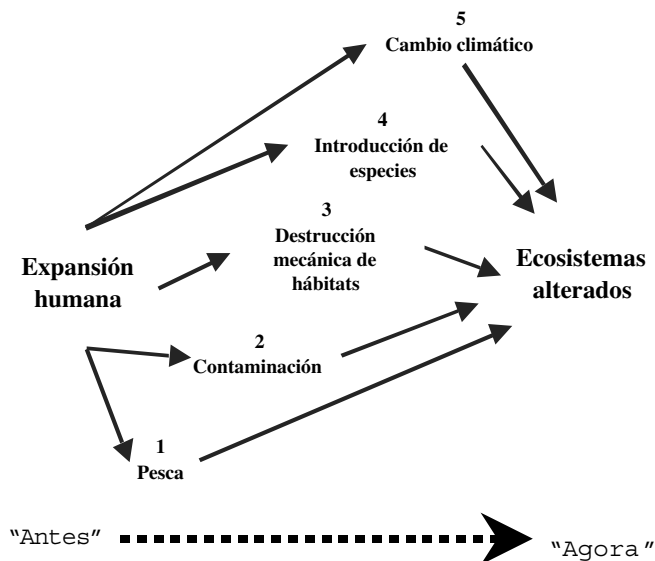 5
Cambio climático
4
Introducción de
especies
3
Destrucción
mecánica de
hábitats
Expansión
humana
Ecosistemas
alterados
2
Contaminación
1
Pesca
“Antes”
“Agora”